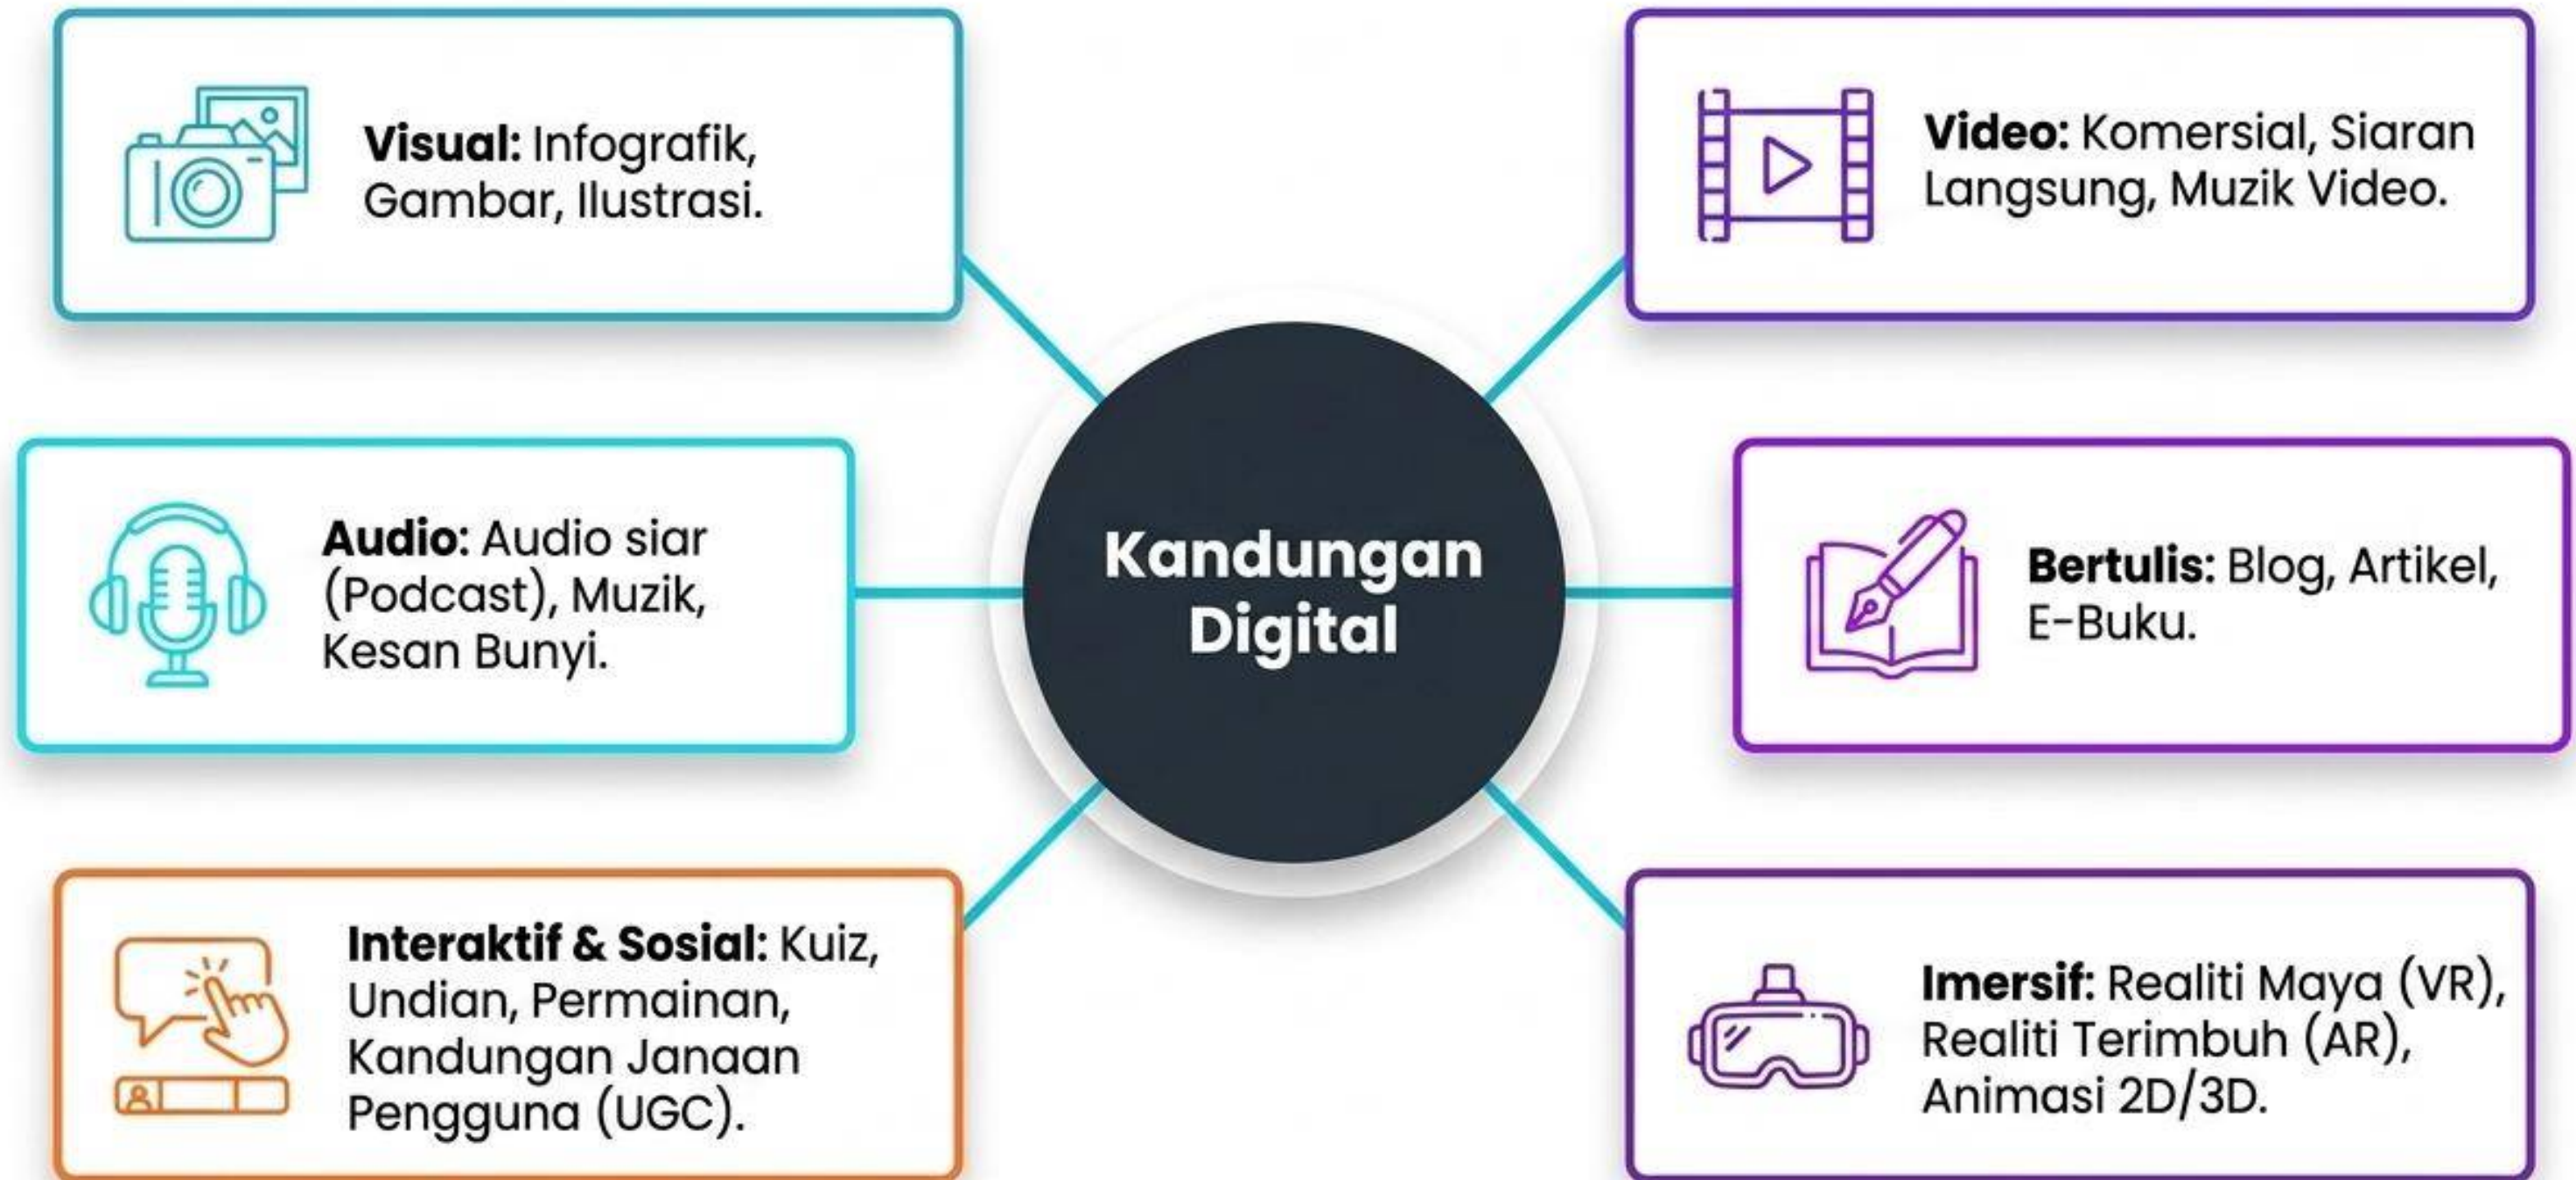 Visual: Infografik,
Gambar, Ilustrasi.
Video: Komersial, Siaran
Langsung, Muzik Video.
Audio: Audio siar
(Podcast), Muzik,
Kesan Bunyi.
Kandungan
Digital
Bertulis: Blog, Artikel,
E-Buku.
Interaktif & Sosial: Kuiz,
Undian, Permainan,
Kandungan Janaan
Pengguna (UGC).
Imersif: Realiti Maya (VR),
Realiti Terimbuh (AR),
Animasi 2D/3D.